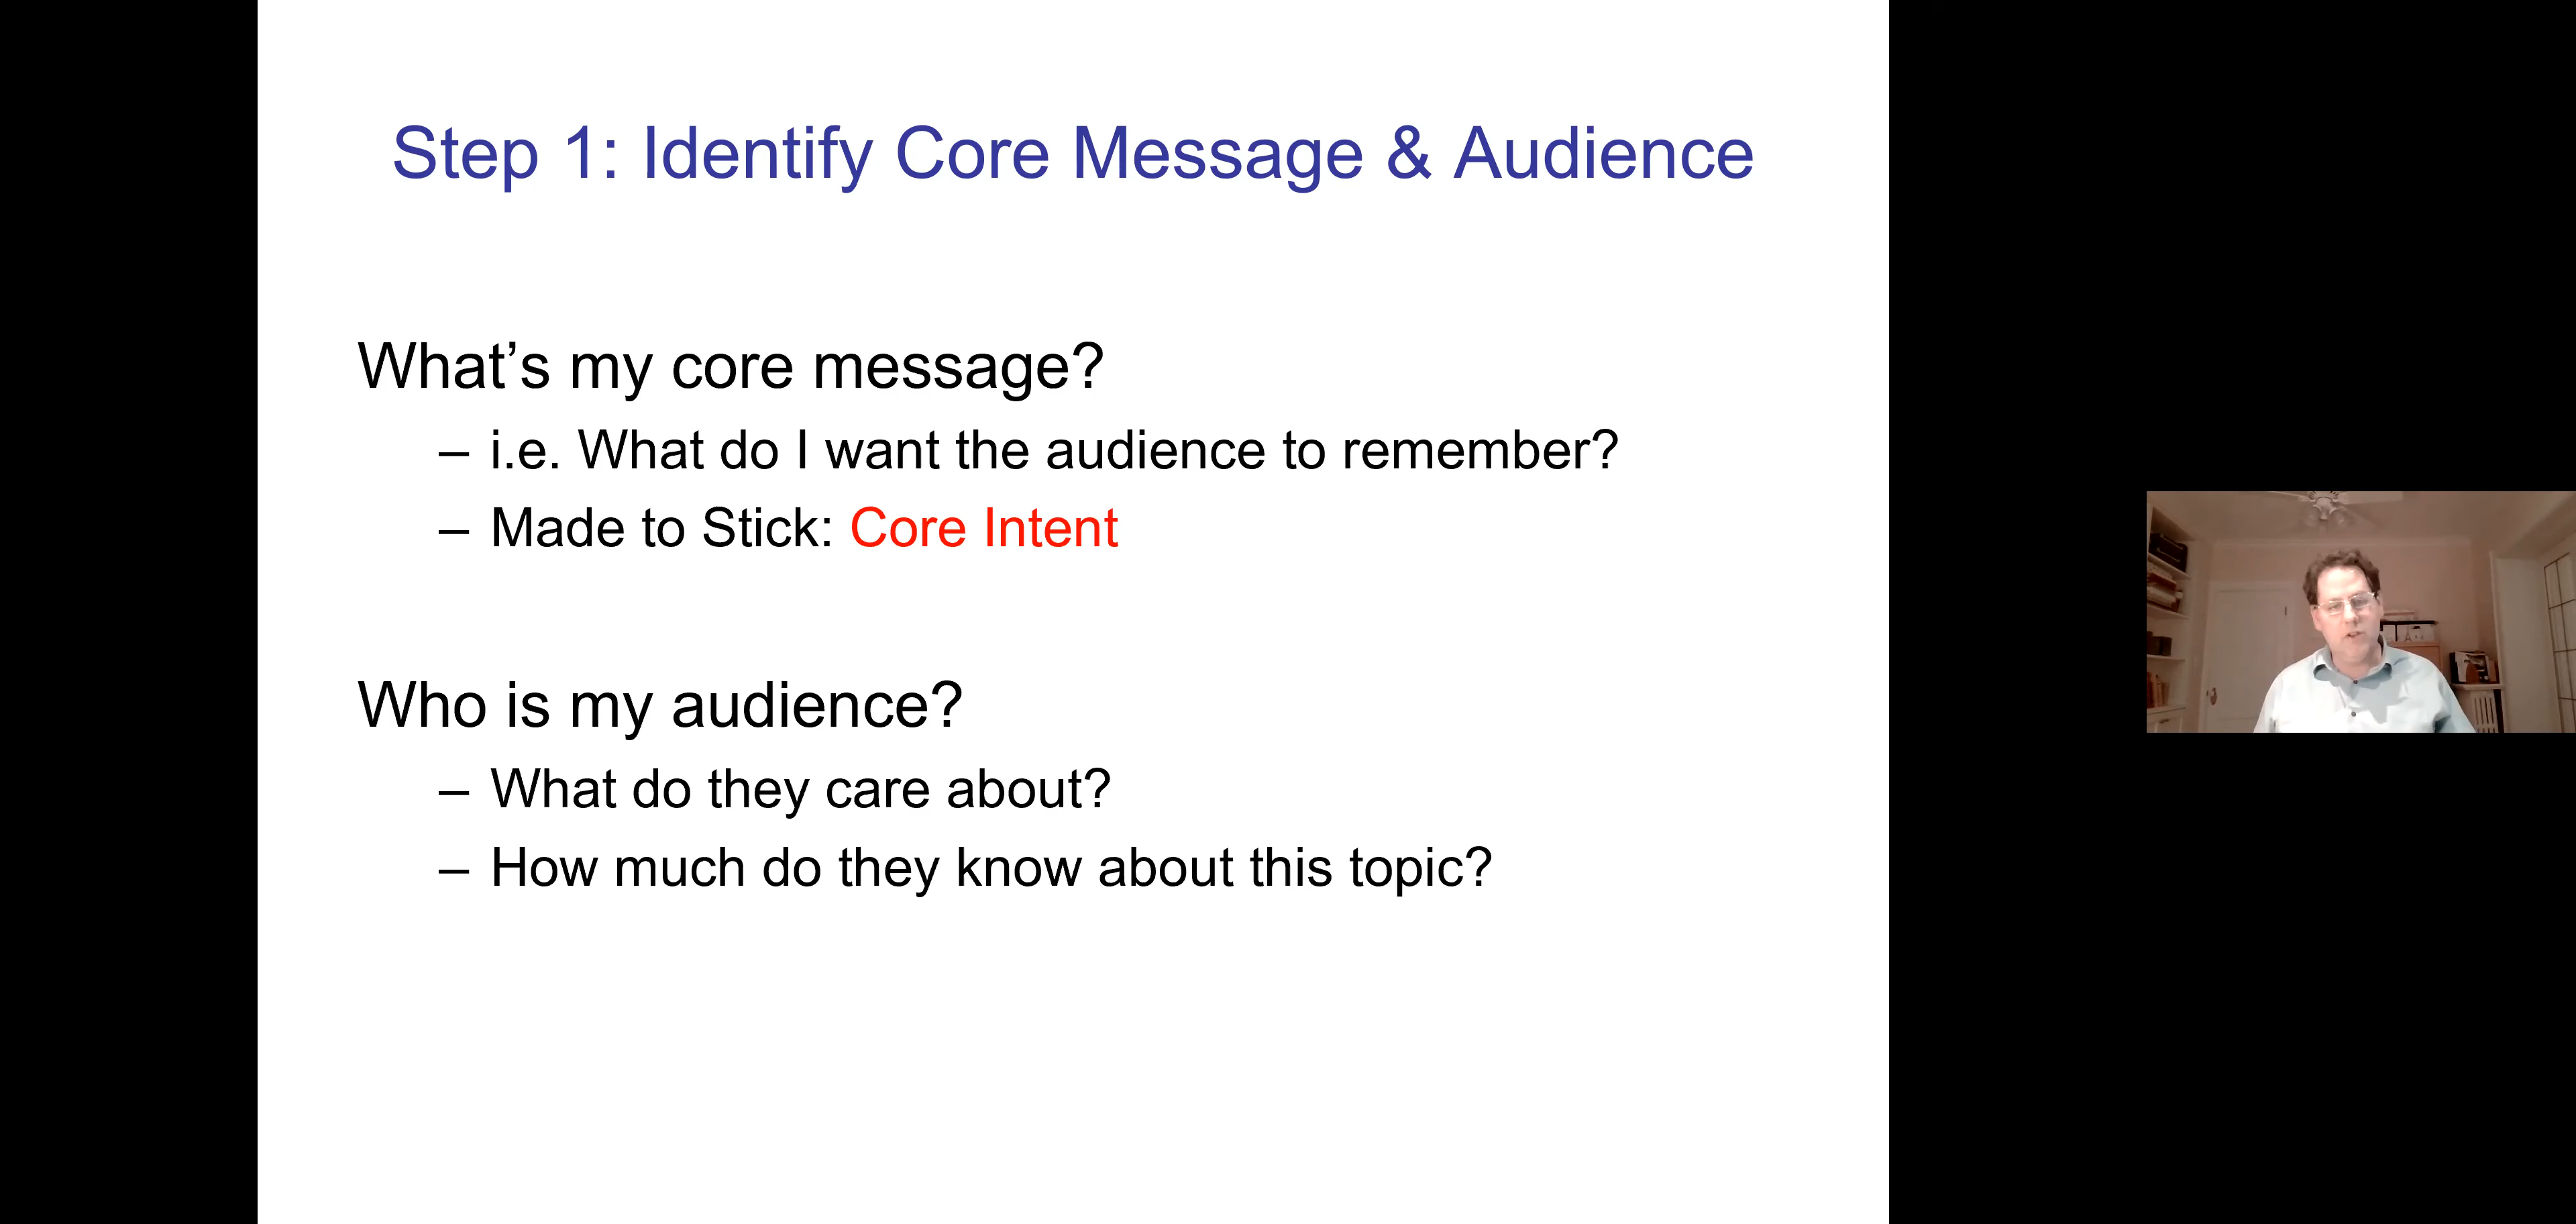 Step 1: Identify Core Message & Audience
What’s my core message?
– i.e. What do I want the audience to remember?
– Made to Stick: Core Intent
Who is my audience?
– What do they care about?
– How much do they know about this topic?